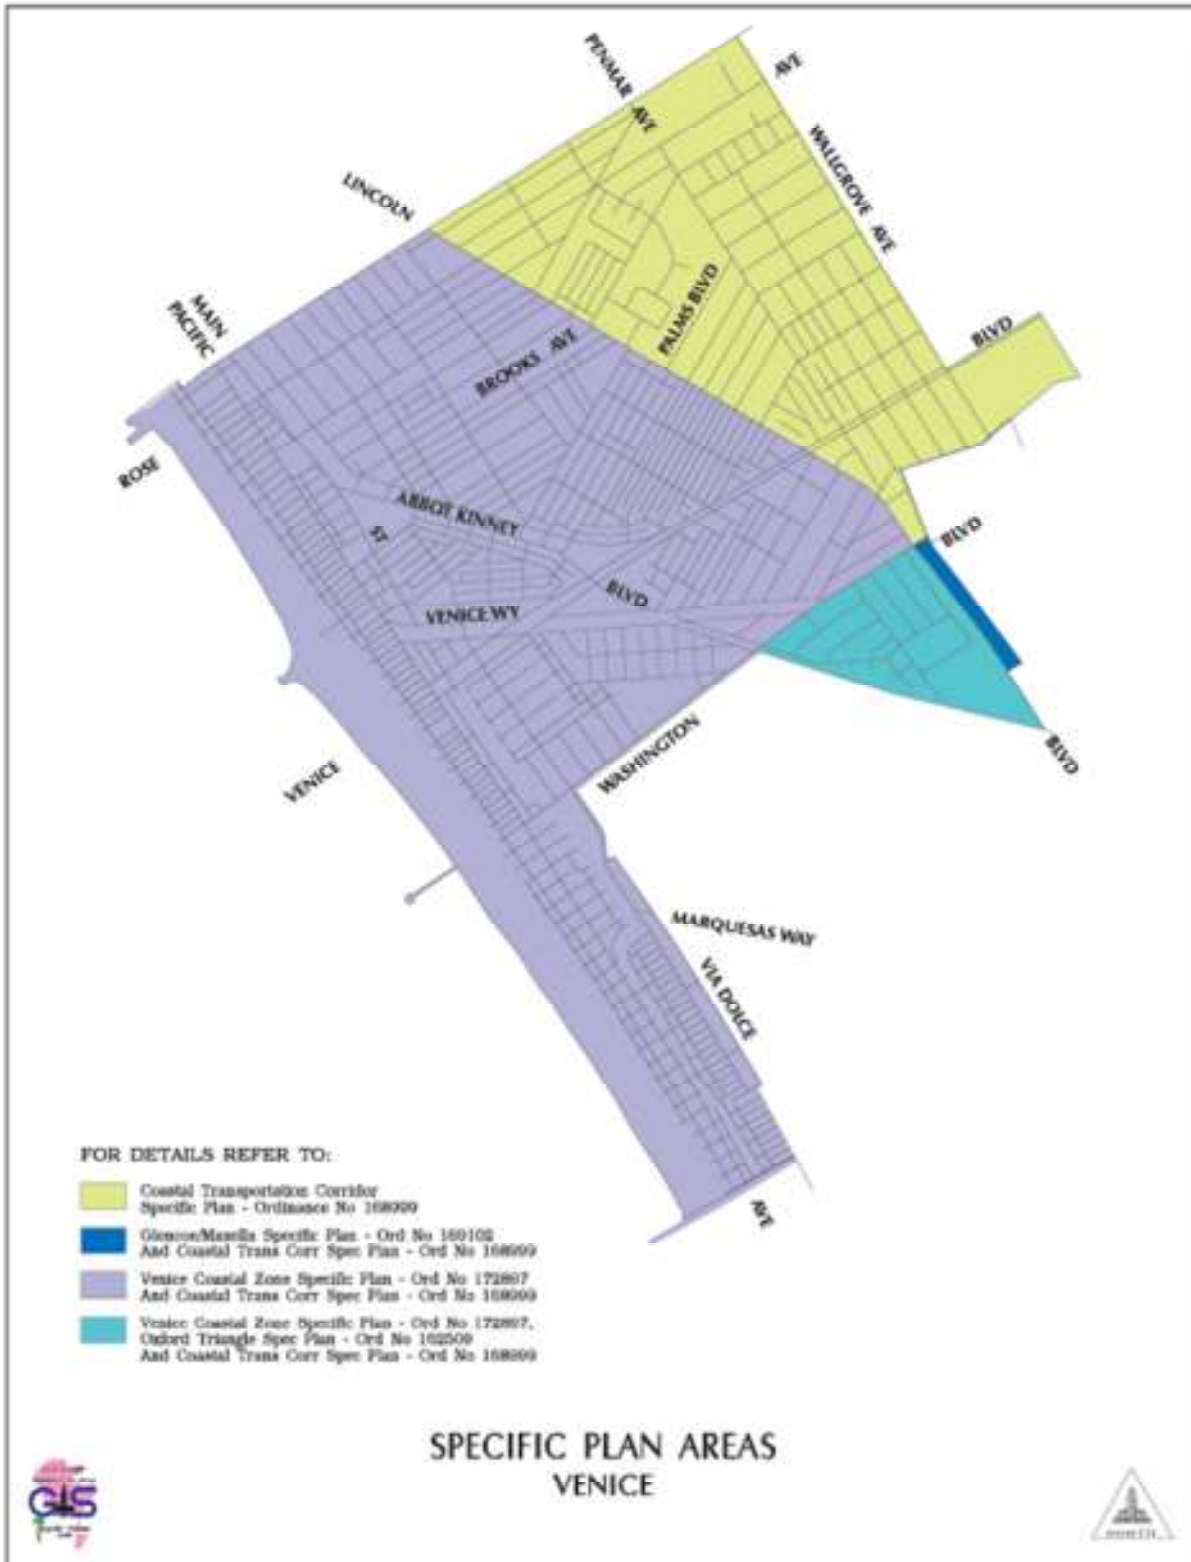 PENMAR AVE
AVE
WALLGROVE AVE
LINCOLN
MAIN
PACIFIC
PALMS BLVD
BLVD
BROOKS AVE
ROSE
ABBOT KINNEY
ST
BLVD
BLVD
VENICE WY
WASHINGTON
BLVD
VENICE
MARQUESAS WAY
VIA DOLCE
AVE
FOR DETAILS REFER TO:
Coastal Transportation Corridor
Specific Plan - Ordinance No 168999
Glencoe/Maxella Specific Plan - Ord No 169102
And Coastal Trans Corr Spec Plan - Ord No 168999
Venice Coastal Zone Specific Plan - Ord No 172897
And Coastal Trans Corr Spec Plan - Ord No 168999
Venice Coastal Zone Specific Plan - Ord No 172897,
Oxford Triangle Spec Plan - Ord No 162509
And Coastal Trans Corr Spec Plan - Ord No 168999
SPECIFIC PLAN AREAS
VENICE
GIS
NORTH